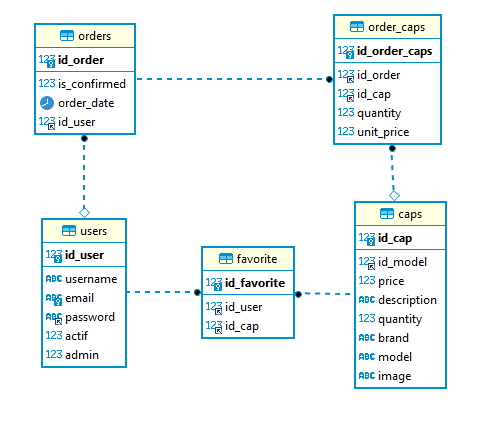 orders
123 id_order
123 is_confirmed
order_date
123 id_user
order_caps
123 id_order_caps
123 id_order
123 id_cap
123 quantity
123 unit_price
users
123 id_user
ABC username
ABC email
ABC password
123 actif
123 admin
favorite
123 id_favorite
123 id_user
123 id_cap
caps
123 id_cap
123 id_model
123 price
ABC description
123 quantity
ABC brand
ABC model
ABC image